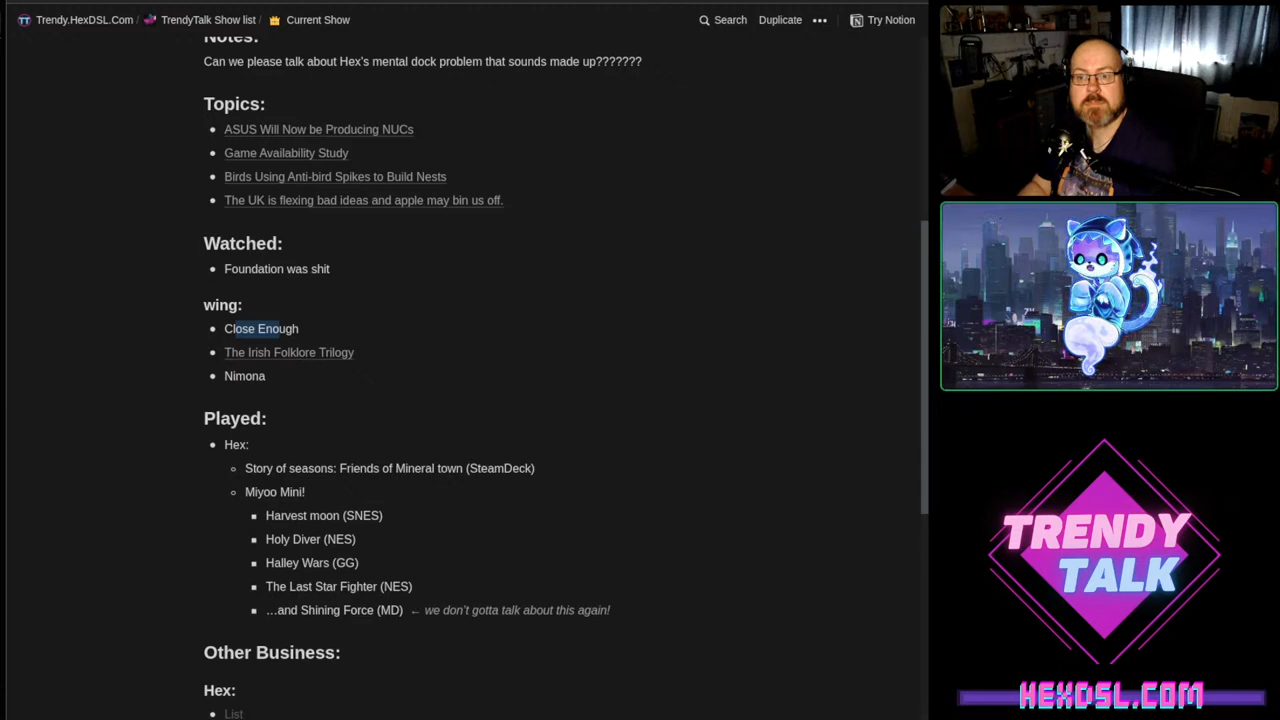 Trendy.HexDSL.Com / TrendyTalk Show list / Current Show Search Duplicate ••• Try Notion
Notes:
Can we please talk about Hex's mental dock problem that sounds made up???????
Topics:
ASUS Will Now be Producing NUCs
Game Availability Study
Birds Using Anti-bird Spikes to Build Nests
The UK is flexing bad ideas and apple may bin us off.
Watched:
Foundation was shit
wing:
Close Enough
The Irish Folklore Trilogy
Nimona
Played:
Hex:
Story of seasons: Friends of Mineral town (SteamDeck)
Miyoo Mini!
Harvest moon (SNES)
Holy Diver (NES)
Halley Wars (GG)
The Last Star Fighter (NES)
…and Shining Force (MD) ← we don't gotta talk about this again!
Other Business:
Hex:
List
TRENDY
TALK
HEXDSL.COM